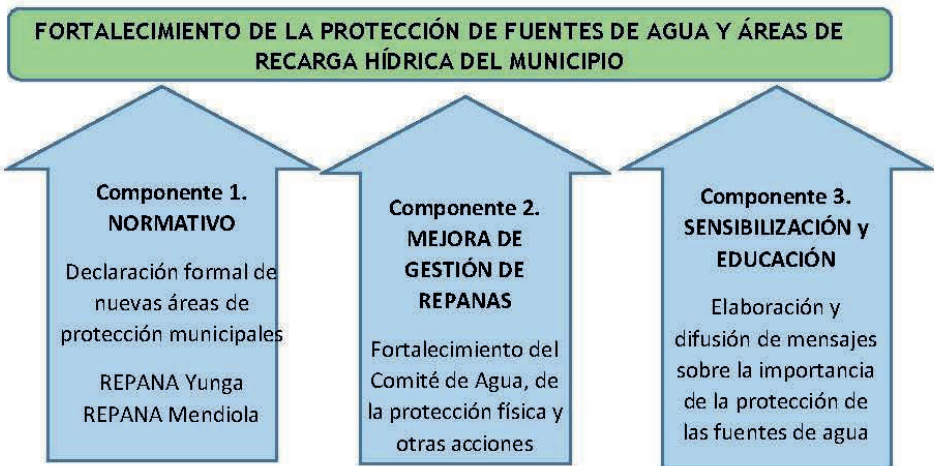 FORTALECIMIENTO DE LA PROTECCIÓN DE FUENTES DE AGUA Y ÁREAS DE
RECARGA HÍDRICA DEL MUNICIPIO
Componente 1.
NORMATIVO
Declaración formal de
nuevas áreas de
protección municipales
REPANA Yunga
REPANA Mendiola
Componente 2.
MEJORA DE
GESTIÓN DE
REPANAS
Fortalecimiento del
Comité de Agua, de
la protección física y
otras acciones
Componente 3.
SENSIBILIZACIÓN y
EDUCACIÓN
Elaboración y
difusión de mensajes
sobre la importancia
de la protección de
las fuentes de agua